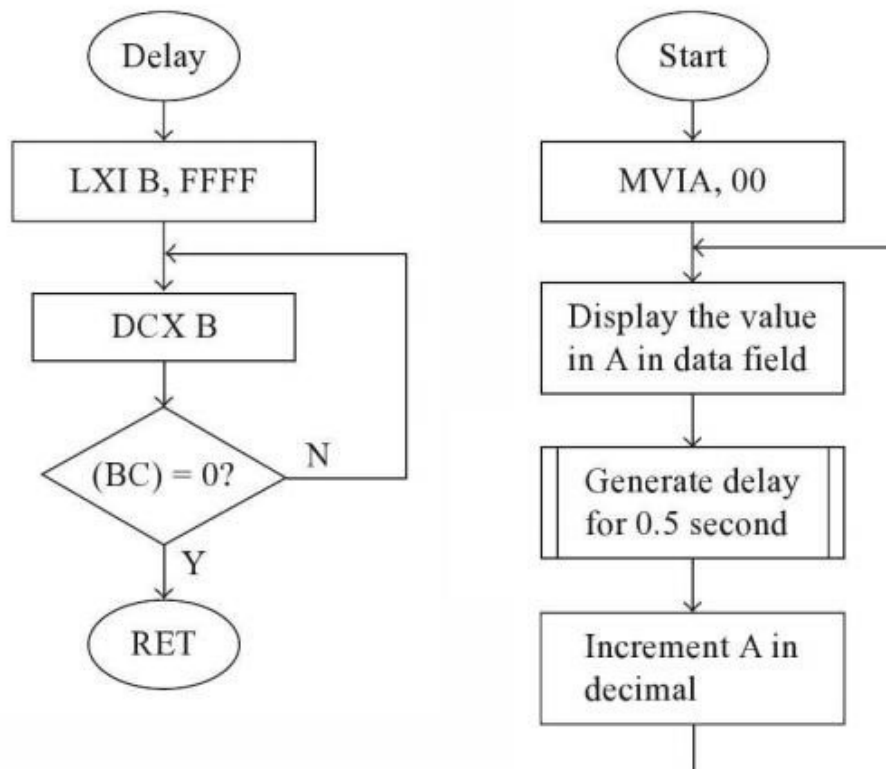 Delay
LXI B, FFFF
DCX B
(BC) = 0?
N
Y
RET
Start
MVIA, 00
Display the value
in A in data field
Generate delay
for 0.5 second
Increment A in
decimal